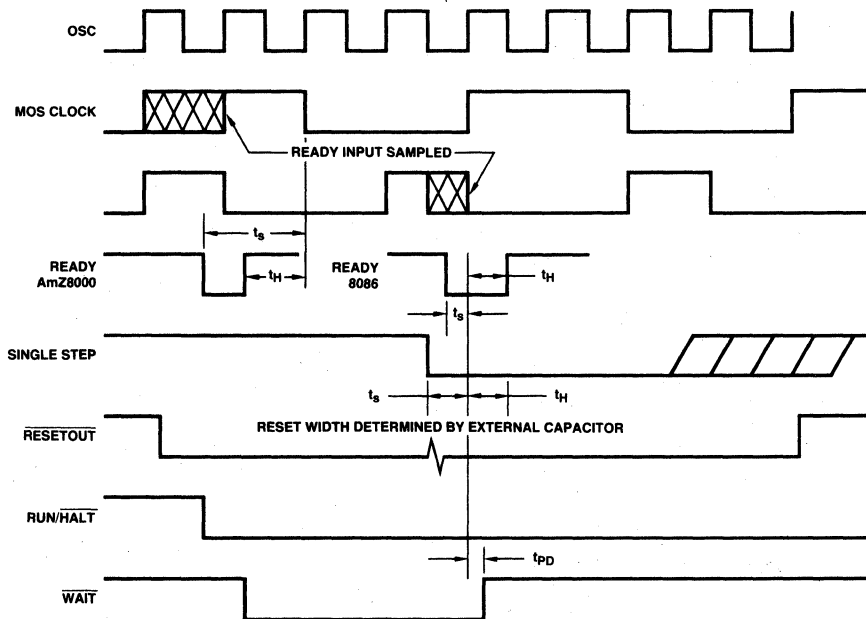 OSC
MOS CLOCK
READY INPUT SAMPLED
ts
READY
AmZ8000
tH
READY
8086
tH
ts
SINGLE STEP
ts
tH
RESET WIDTH DETERMINED BY EXTERNAL CAPACITOR
RESETOUT
RUN/HALT
tPD
WAIT